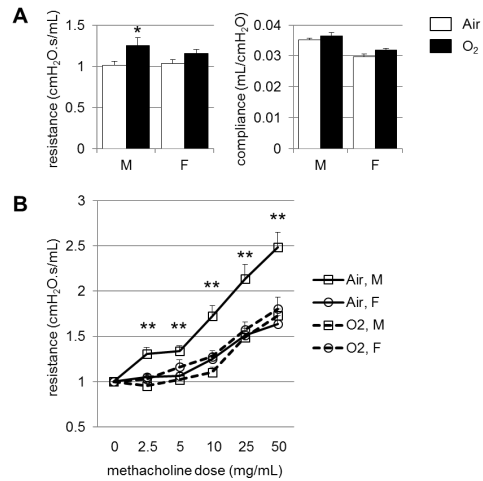 A
resistance (cmH2O.s/mL)
1.5
1
0.5
0
*
M
F
compliance (mL/cmH2O)
0.04
0.03
0.02
0.01
0
M
F
Air
O2
B
resistance (cmH2O.s/mL)
3
2.5
2
1.5
1
0.5
**
**
**
**
**
0
2.5
5
10
25
50
methacholine dose (mg/mL)
Air, M
Air, F
O2, M
O2, F